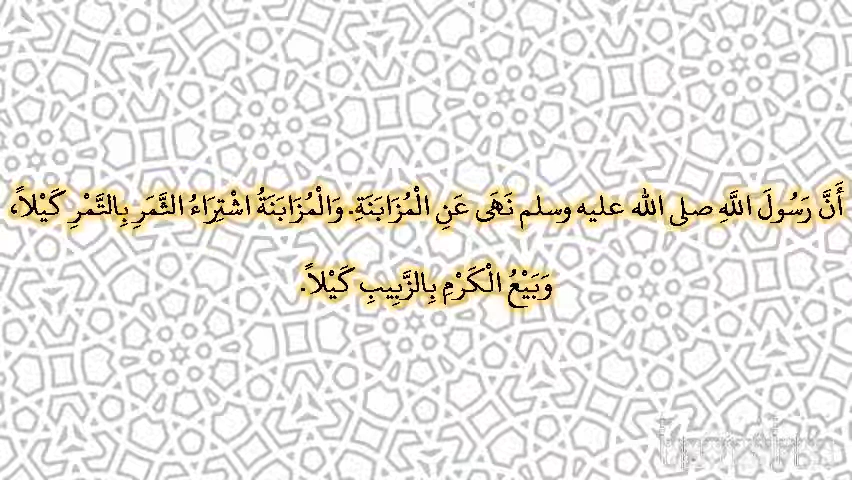 أَنَّ رَسُولَ اللَّهِ صلى الله عليه وسلم نَهَى عَنِ الْمُزَابَنَةِ. وَالْمُزَابَنَةُ اشْتِرَاءُ الثَّمَرِ بِالتَّمْرِ كَيْلاً،
وَبَيْعُ الْكَرْمِ بِالزَّبِيبِ كَيْلاً.